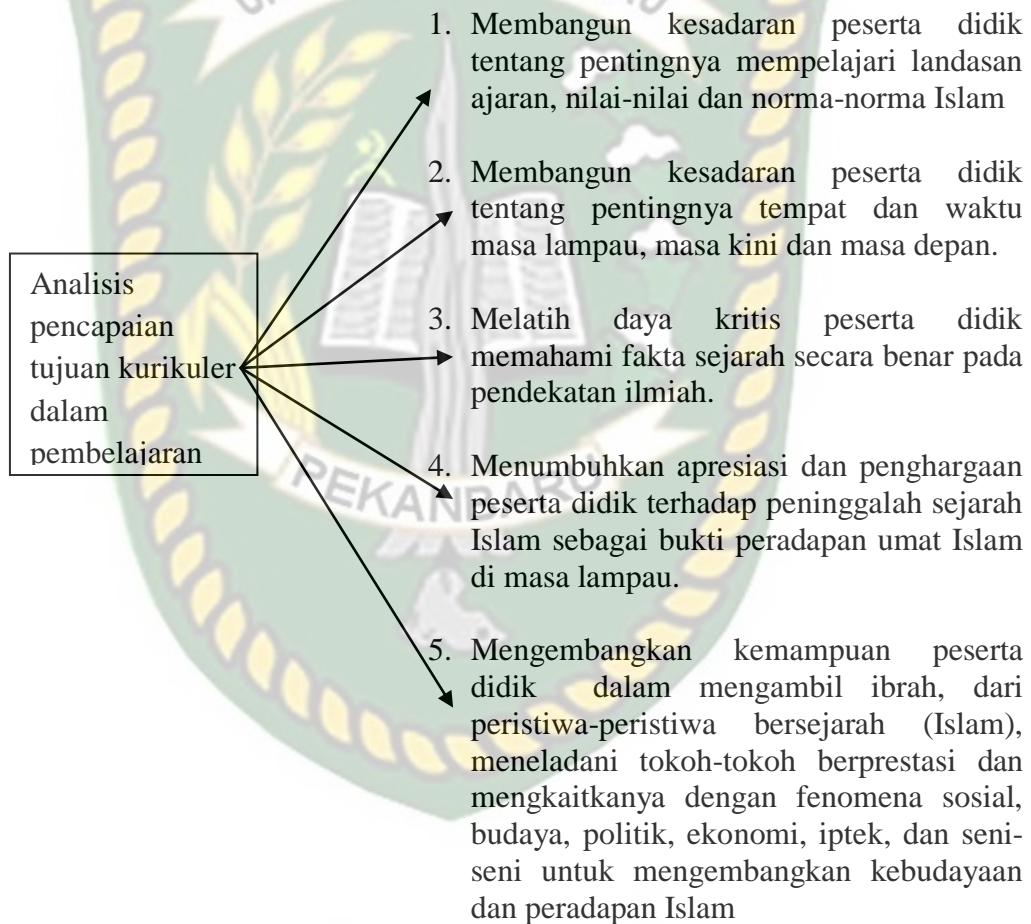 1. Membangun kesadaran peserta didik
tentang pentingnya mempelajari landasan
ajaran, nilai-nilai dan norma-norma Islam
2. Membangun kesadaran peserta didik
tentang pentingnya tempat dan waktu
masa lampau, masa kini dan masa depan.
Analisis
pencapaian
tujuan kurikuler
dalam
pembelajaran
3. Melatih daya kritis peserta didik
memahami fakta sejarah secara benar pada
pendekatan ilmiah.
4. Menumbuhkan apresiasi dan penghargaan
peserta didik terhadap peninggalah sejarah
Islam sebagai bukti peradapan umat Islam
di masa lampau.
5. Mengembangkan kemampuan peserta
didik dalam mengambil ibrah, dari
peristiwa-peristiwa bersejarah (Islam),
meneladani tokoh-tokoh berprestasi dan
mengkaitkanya dengan fenomena sosial,
budaya, politik, ekonomi, iptek, dan seni-
seni untuk mengembangkan kebudayaan
dan peradapan Islam
PEKANBARU